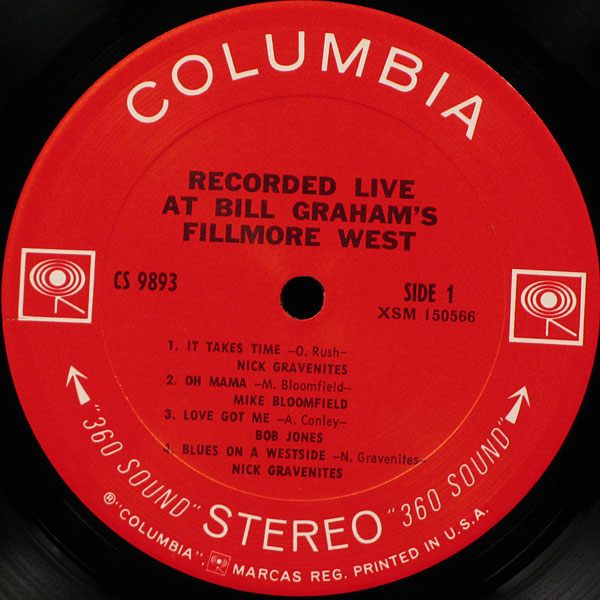 COLUMBIA
RECORDED LIVE
AT BILL GRAHAM'S
FILLMORE WEST
CS 9893
SIDE 1
XSM 150566
1. IT TAKES TIME —O. Rush—
NICK GRAVENITES
2. OH MAMA —M. Bloomfield—
MIKE BLOOMFIELD
3. LOVE GOT ME —A. Conley—
BOB JONES
4. BLUES ON A WESTSIDE —N. Gravenites—
NICK GRAVENITES
"360 SOUND" STEREO "360 SOUND"
® "COLUMBIA", MARCAS REG. PRINTED IN U.S.A.